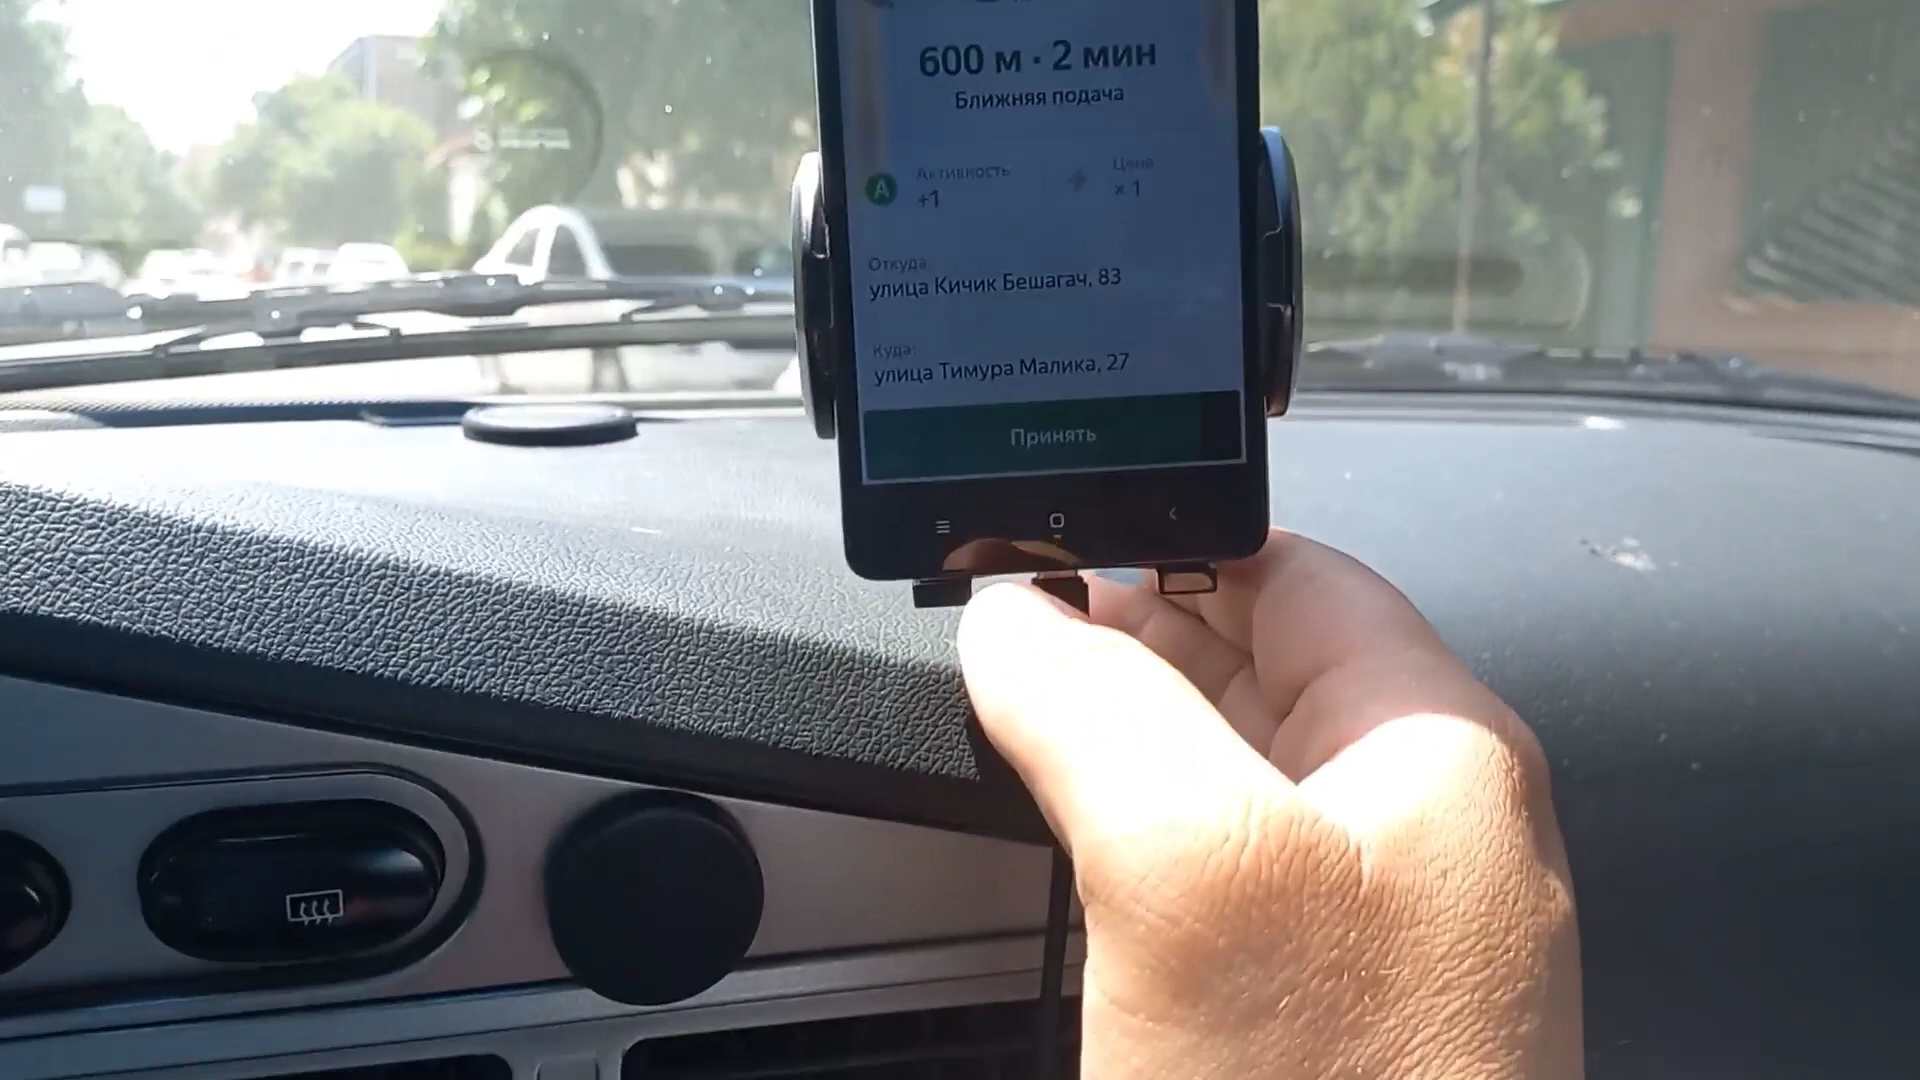 600 м · 2 мин
Ближняя подача
A
Активность
+1
Цена
x 1
Откуда:
улица Кичик Бешагач, 83
Куда:
улица Тимура Малика, 27
Принять